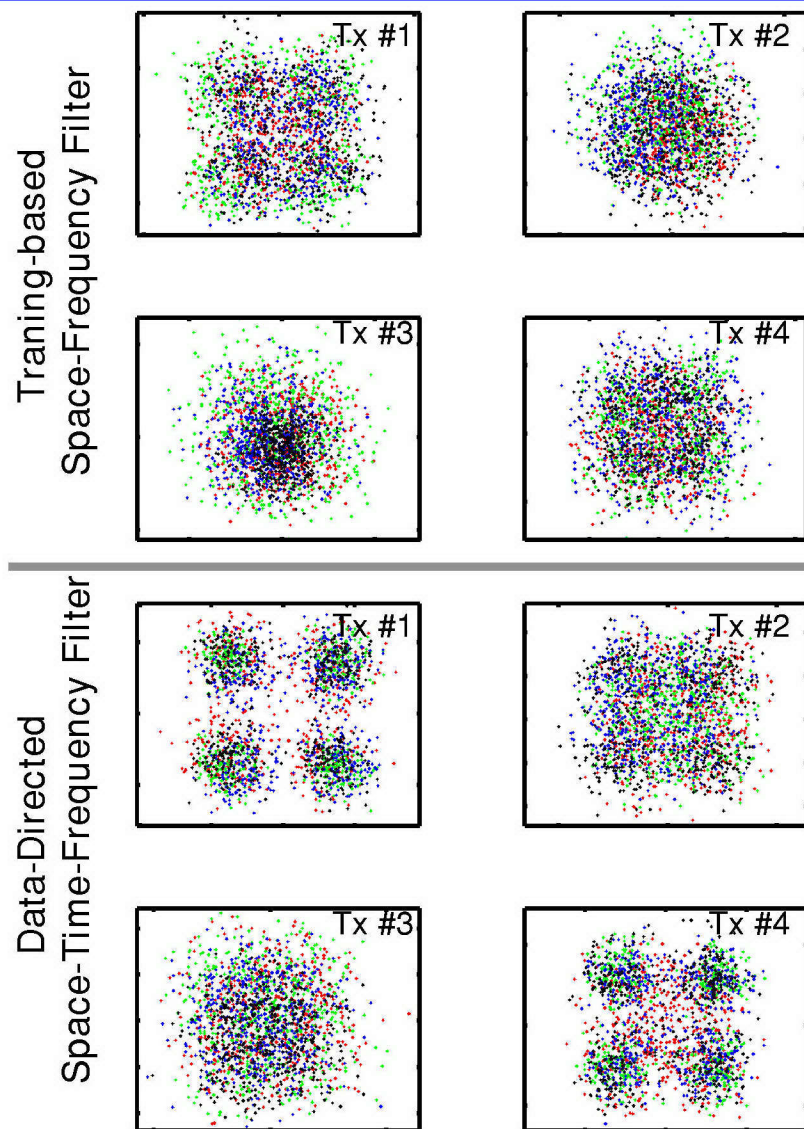 Traning-based
Space-Frequency Filter
Tx #1
Tx #2
Tx #3
Tx #4
Data-Directed
Space-Time-Frequency Filter
Tx #1
Tx #2
Tx #3
Tx #4